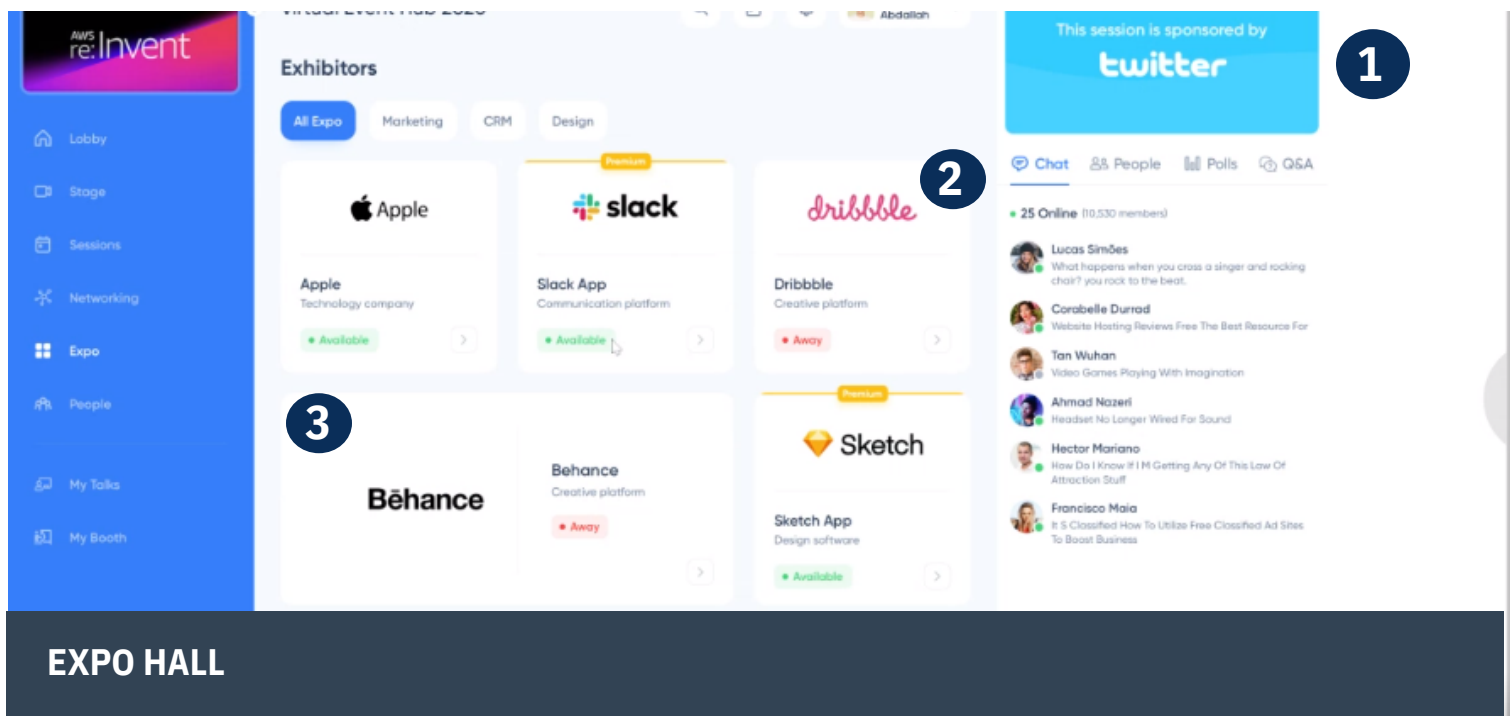 AWS
re:Invent
Virtual Event Hub 2020
Abdallah
Lobby
Stage
Sessions
Networking
Expo
People
My Talks
My Booth
Exhibitors
All Expo
Marketing
CRM
Design
Apple
Apple
Technology company
Available
Premium
slack
Slack App
Communication platform
Available
2
dribbble
Dribbble
Creative platform
Away
3
Bēhance
Behance
Creative platform
Away
Premium
Sketch
Sketch App
Design software
Available
This session is sponsored by
twitter
1
Chat
People
Polls
Q&A
25 Online (10,530 members)
Lucas Simões
What happens when you cross a singer and rocking
chair? you rock to the beat.
Corabelle Durrad
Website Hosting Reviews Free The Best Resource For
Tan Wuhan
Video Games Playing With Imagination
Ahmad Nazeri
Headset No Longer Wired For Sound
Hector Mariano
How Do I Know If I M Getting Any Of This Law Of
Attraction Stuff
Francisco Maia
It S Classified How To Utilize Free Classified Ad Sites
To Boost Business
EXPO HALL